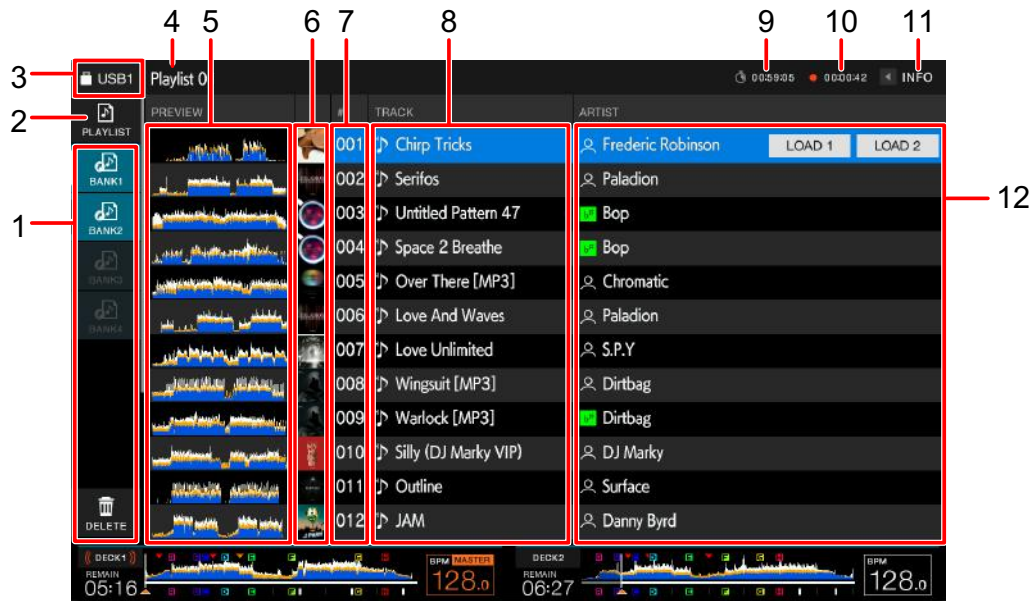 4 5 6 7 8 9 10 11
3 USB1 Playlist 0 00:59:05 00:00:42 INFO
2 PLAYLIST PREVIEW # TRACK ARTIST
001 Chirp Tricks Frederic Robinson LOAD 1 LOAD 2
BANK1 002 Serifos Paladion 12
1 BANK2 003 Untitled Pattern 47 Bop
004 Space 2 Breathe Bop
BANK3 005 Over There [MP3] Chromatic
BANK4 006 Love And Waves Paladion
007 Love Unlimited S.P.Y
008 Wingsuit [MP3] Dirtbag
009 Warlock [MP3] Dirtbag
010 Silly (DJ Marky VIP) DJ Marky
011 Outline Surface
DELETE 012 JAM Danny Byrd
DECK1 BPM MASTER DECK2 BPM
REMAIN REMAIN
05:16 128.0 06:27 128.0